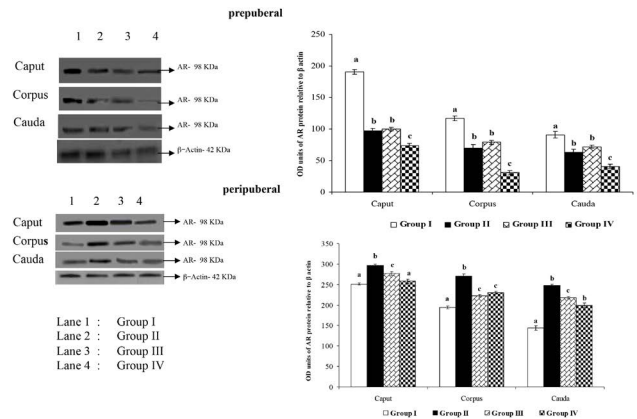 prepuberal
1 2 3 4
Caput AR- 98 KDa
Corpus AR- 98 KDa
Cauda AR- 98 KDa
β-Actin- 42 KDa
peripuberal
1 2 3 4
Caput AR- 98 KDa
Corpus AR- 98 KDa
Cauda AR- 98 KDa
β-Actin- 42 KDa
Lane 1 : Group I
Lane 2 : Group II
Lane 3 : Group III
Lane 4 : Group IV
OD units of AR protein relative to β actin
250
200
150
100
50
0
a b b c
a b b c
a b b c
Caput Corpus Cauda
Group I Group II Group III Group IV
OD units of AR protein relative to β actin
350
300
250
200
150
100
50
0
a b c a
a b c c
a b c b
Caput Corpus Cauda
Group I Group II Group III Group IV